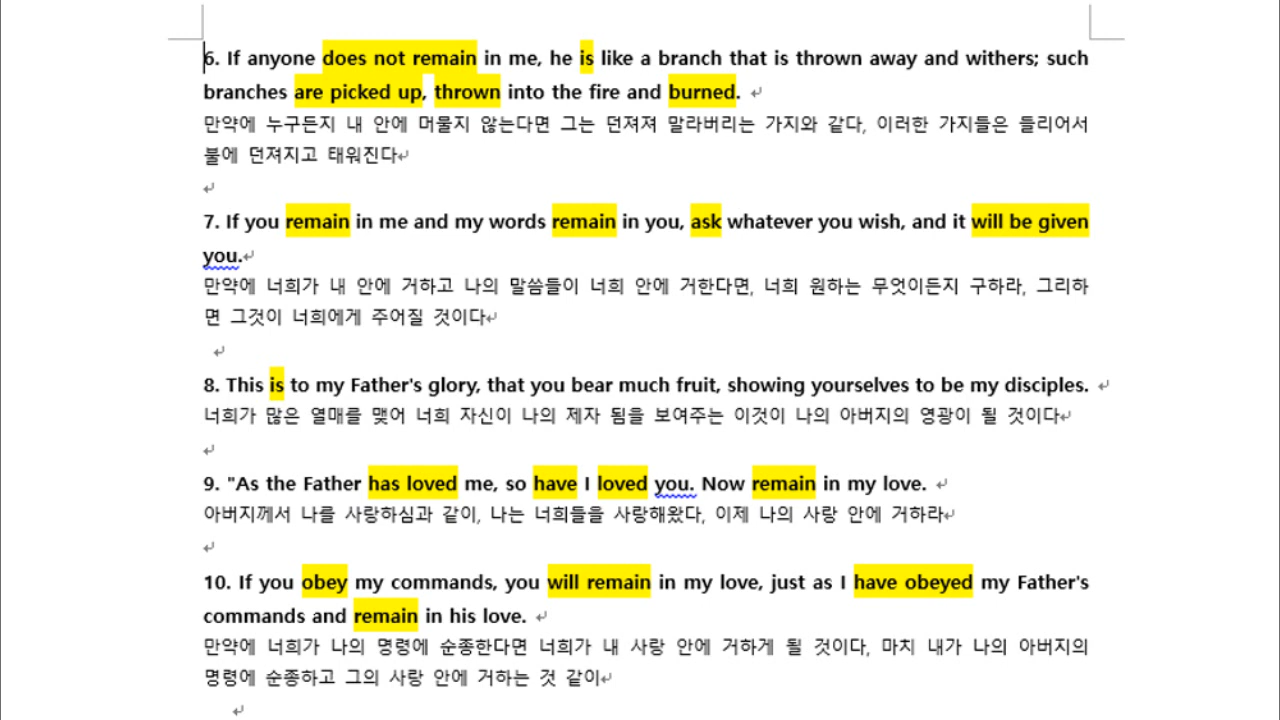 6. If anyone does not remain in me, he is like a branch that is thrown away and withers; such
branches are picked up, thrown into the fire and burned.
만약에 누구든지 내 안에 머물지 않는다면 그는 던져져 말라버리는 가지와 같다, 이러한 가지들은 들리어서
불에 던져지고 태워진다
7. If you remain in me and my words remain in you, ask whatever you wish, and it will be given
you.
만약에 너희가 내 안에 거하고 나의 말씀들이 너희 안에 거한다면, 너희 원하는 무엇이든지 구하라, 그리하
면 그것이 너희에게 주어질 것이다
8. This is to my Father's glory, that you bear much fruit, showing yourselves to be my disciples.
너희가 많은 열매를 맺어 너희 자신이 나의 제자 됨을 보여주는 이것이 나의 아버지의 영광이 될 것이다
9. "As the Father has loved me, so have I loved you. Now remain in my love.
아버지께서 나를 사랑하심과 같이, 나는 너희들을 사랑해왔다, 이제 나의 사랑 안에 거하라
10. If you obey my commands, you will remain in my love, just as I have obeyed my Father's
commands and remain in his love.
만약에 너희가 나의 명령에 순종한다면 너희가 내 사랑 안에 거하게 될 것이다, 마치 내가 나의 아버지의
명령에 순종하고 그의 사랑 안에 거하는 것 같이